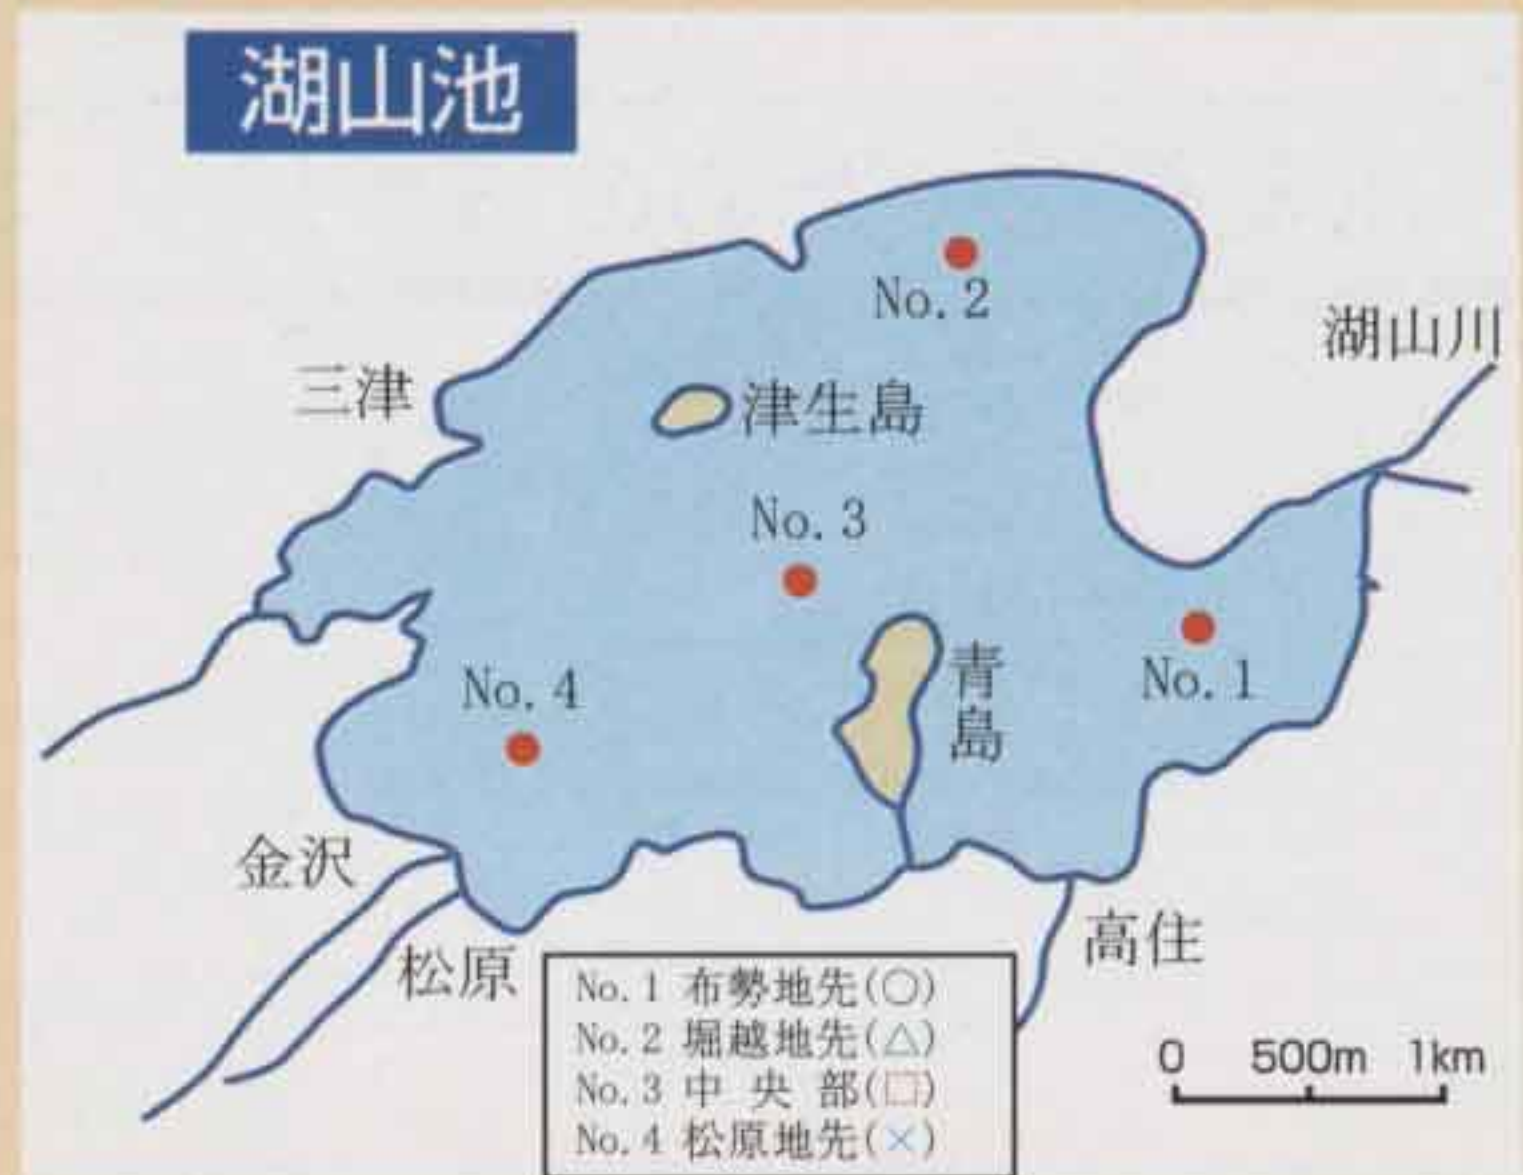 湖山池
No. 2
湖山川
三津
津生島
No. 3
青島
No. 1
No. 4
金沢
松原
高住
No. 1 布勢地先(○)
No. 2 堀越地先(△)
No. 3 中 央 部(□)
No. 4 松原地先(×)
0 500m 1km